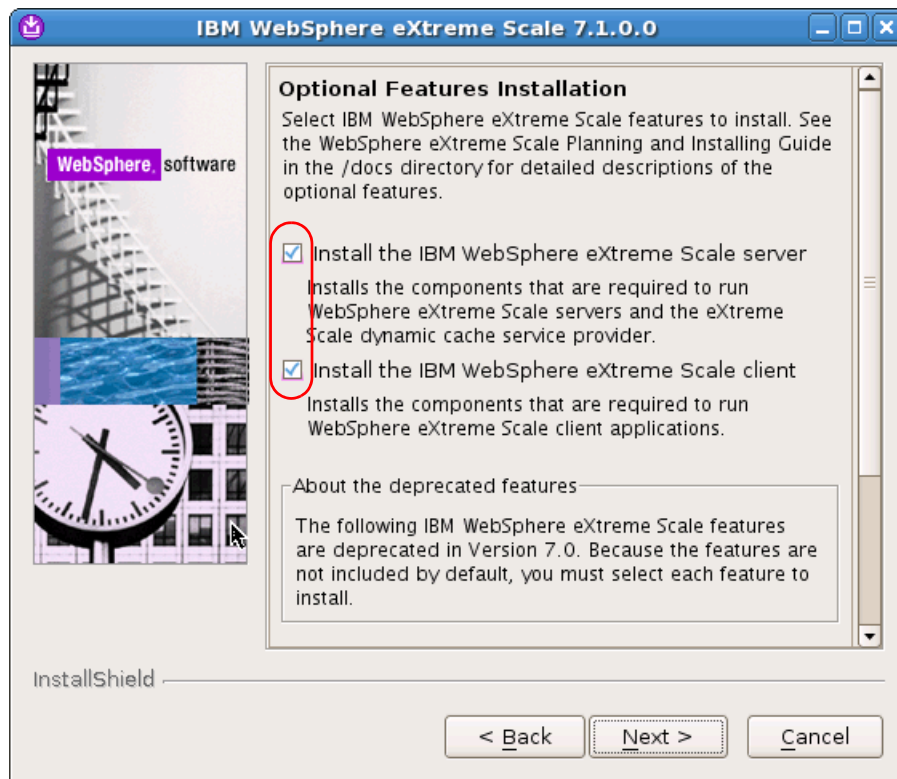 IBM WebSphere eXtreme Scale 7.1.0.0
WebSphere. software
Optional Features Installation
Select IBM WebSphere eXtreme Scale features to install. See
the WebSphere eXtreme Scale Planning and Installing Guide
in the /docs directory for detailed descriptions of the
optional features.
Install the IBM WebSphere eXtreme Scale server
Installs the components that are required to run
WebSphere eXtreme Scale servers and the eXtreme
Scale dynamic cache service provider.
Install the IBM WebSphere eXtreme Scale client
Installs the components that are required to run
WebSphere eXtreme Scale client applications.
About the deprecated features
The following IBM WebSphere eXtreme Scale features
are deprecated in Version 7.0. Because the features are
not included by default, you must select each feature to
install.
InstallShield
< Back
Next >
Cancel